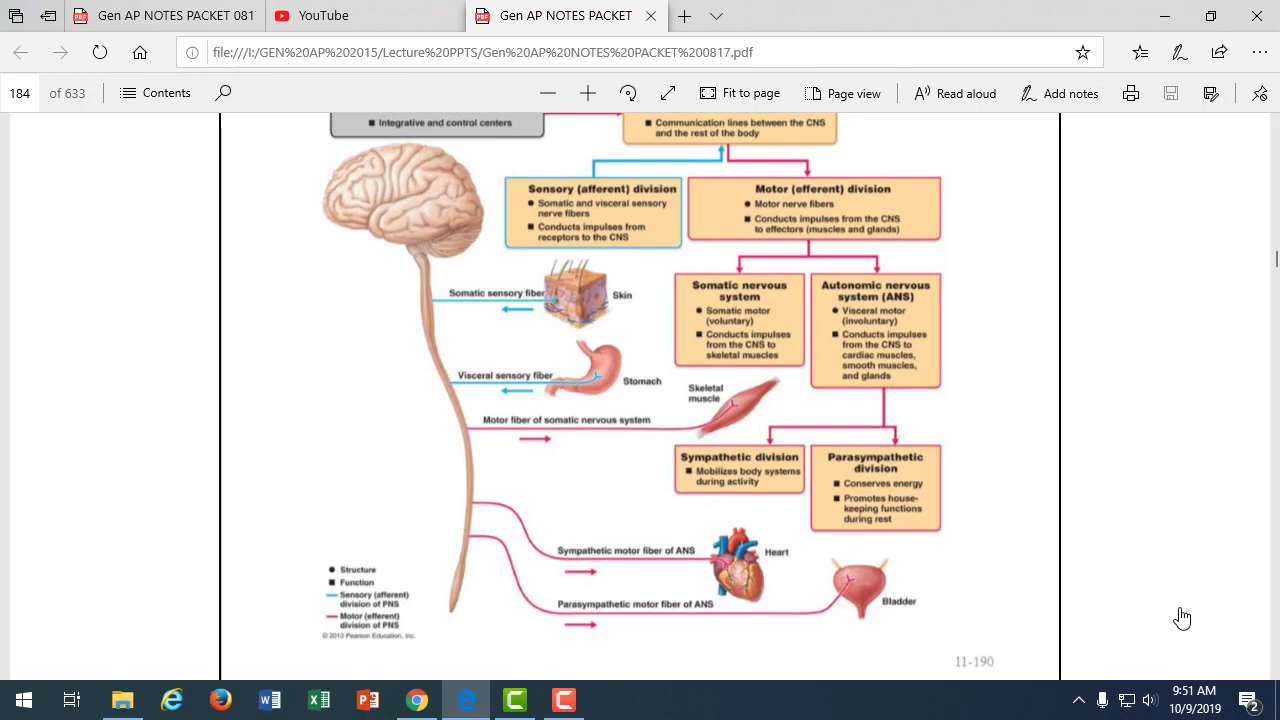 Gen AP NOTES PACKET 081
YouTube
Gen AP NOTES PACKET
file:///I:/GEN%20AP%202015/Lecture%20PPTS/Gen%20AP%20NOTES%20PACKET%200817.pdf
184 of 633 Contents Fit to page Page view Read aloud Add notes
Integrative and control centers
Communication lines between the CNS
and the rest of the body
Sensory (afferent) division
Somatic and visceral sensory
nerve fibers
Conducts impulses from
receptors to the CNS
Motor (efferent) division
Motor nerve fibers
Conducts impulses from the CNS
to effectors (muscles and glands)
Somatic sensory fiber
Skin
Somatic nervous
system
Somatic motor
(voluntary)
Conducts impulses
from the CNS to
skeletal muscles
Autonomic nervous
system (ANS)
Visceral motor
(involuntary)
Conducts impulses
from the CNS to
cardiac muscles,
smooth muscles,
and glands
Visceral sensory fiber
Stomach
Skeletal
muscle
Motor fiber of somatic nervous system
Sympathetic division
Mobilizes body systems
during activity
Parasympathetic
division
Conserves energy
Promotes house-
keeping functions
during rest
Sympathetic motor fiber of ANS
Heart
Parasympathetic motor fiber of ANS
Bladder
Structure
Function
Sensory (afferent)
division of PNS
Motor (efferent)
division of PNS
© 2013 Pearson Education, Inc.
11-190
8:51 AM
10/9/2019
2